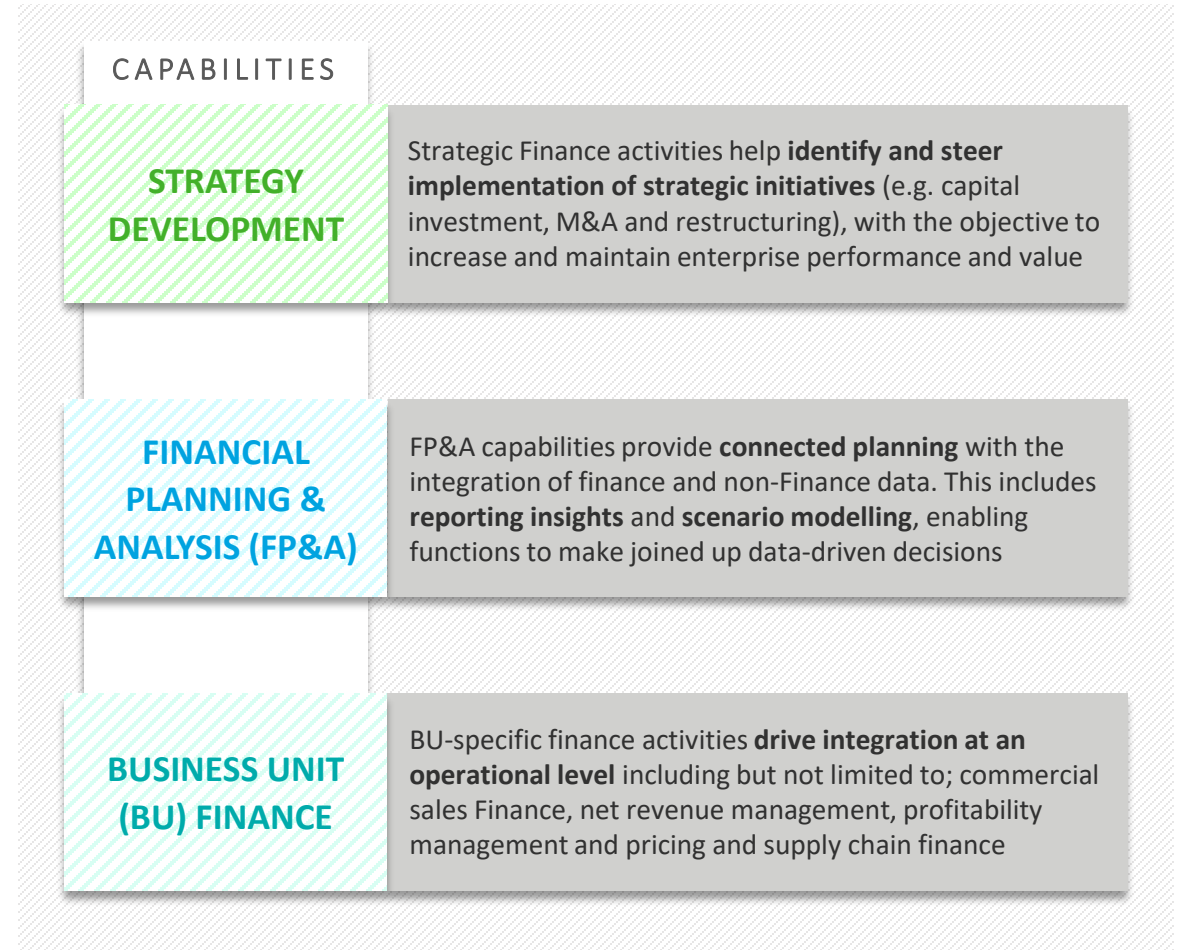 CAPABILITIES
STRATEGY
DEVELOPMENT
Strategic Finance activities help identify and steer
implementation of strategic initiatives (e.g. capital
investment, M&A and restructuring), with the objective to
increase and maintain enterprise performance and value
FINANCIAL
PLANNING &
ANALYSIS (FP&A)
FP&A capabilities provide connected planning with the
integration of finance and non-Finance data. This includes
reporting insights and scenario modelling, enabling
functions to make joined up data-driven decisions
BUSINESS UNIT
(BU) FINANCE
BU-specific finance activities drive integration at an
operational level including but not limited to; commercial
sales Finance, net revenue management, profitability
management and pricing and supply chain finance